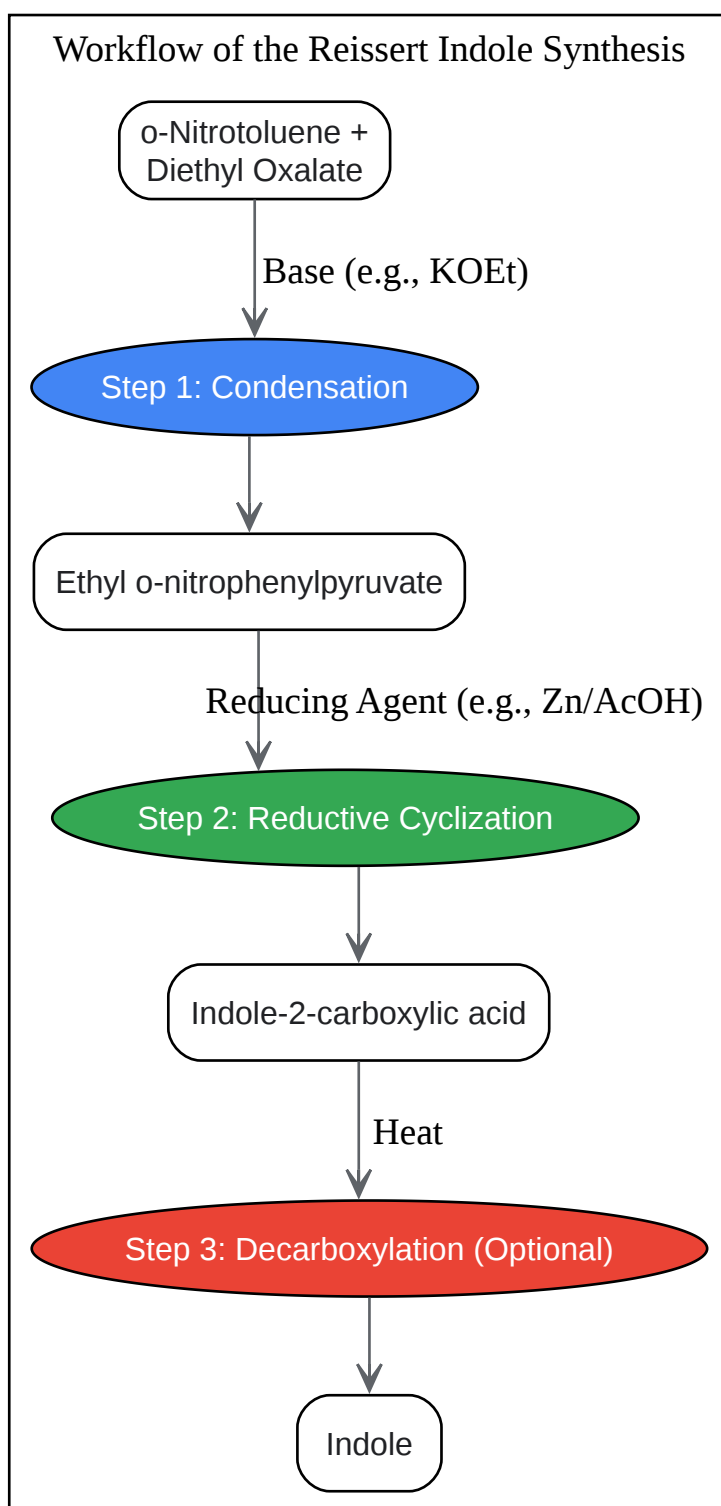 Workflow of the Reissert Indole Synthesis
o-Nitrotoluene +
Diethyl Oxalate
Base (e.g., KOEt)
Step 1: Condensation
Ethyl o-nitrophenylpyruvate
Reducing Agent (e.g., Zn/AcOH)
Step 2: Reductive Cyclization
Indole-2-carboxylic acid
Heat
Step 3: Decarboxylation (Optional)
Indole